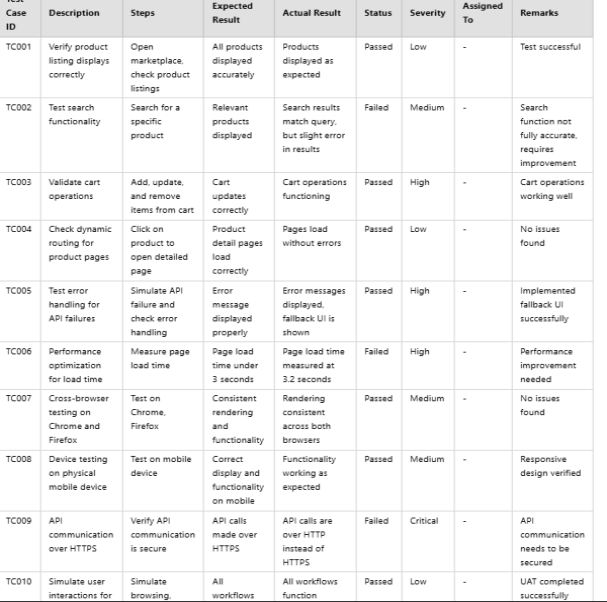 Test
Case
ID
Description
Steps
Expected
Result
Actual Result
Status
Severity
Assigned
To
Remarks
TC001
Verify product
listing displays
correctly
Open
marketplace,
check product
listings
All products
displayed
accurately
Products
displayed as
expected
Passed
Low
-
Test successful
TC002
Test search
functionality
Search for a
specific
product
Relevant
products
displayed
Search results
match query,
but slight error
in results
Failed
Medium
-
Search
function not
fully accurate,
requires
improvement
TC003
Validate cart
operations
Add, update,
and remove
items from cart
Cart
updates
correctly
Cart operations
functioning
Passed
High
-
Cart operations
working well
TC004
Check dynamic
routing for
product pages
Click on
product to
open detailed
page
Product
detail pages
load
correctly
Pages load
without errors
Passed
Low
-
No issues
found
TC005
Test error
handling for
API failures
Simulate API
failure and
check error
handling
Error
message
displayed
properly
Error messages
displayed,
fallback UI is
shown
Passed
High
-
Implemented
fallback UI
successfully
TC006
Performance
optimization
for load time
Measure page
load time
Page load
time under
3 seconds
Page load time
measured at
3.2 seconds
Failed
High
-
Performance
improvement
needed
TC007
Cross-browser
testing on
Chrome and
Firefox
Test on
Chrome,
Firefox
Consistent
rendering
and
functionality
Rendering
consistent
across both
browsers
Passed
Medium
-
No issues
found
TC008
Device testing
on physical
mobile device
Test on mobile
device
Correct
display and
functionality
on mobile
Functionality
working as
expected
Passed
Medium
-
Responsive
design verified
TC009
API
communication
over HTTPS
Verify API
communication
is secure
API calls
made over
HTTPS
API calls are
over HTTP
instead of
HTTPS
Failed
Critical
-
API
communication
needs to be
secured
TC010
Simulate user
interactions for
Simulate
browsing,
All
workflows
All workflows
function
Passed
Low
-
UAT completed
successfully